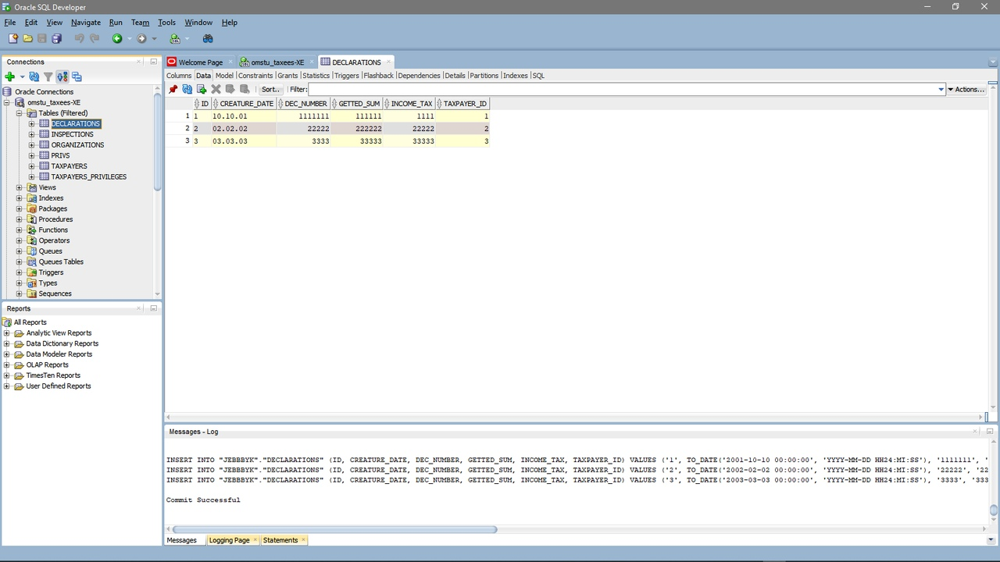 Oracle SQL Developer
File Edit View Navigate Run Team Tools Window Help
Connections
Oracle Connections
omstu_taxees-XE
Tables (Filtered)
DECLARATIONS
INSPECTIONS
ORGANIZATIONS
PRIVS
TAXPAYERS
TAXPAYERS_PRIVILEGES
Views
Indexes
Packages
Procedures
Functions
Operators
Queues
Queues Tables
Triggers
Types
Sequences
Reports
All Reports
Analytic View Reports
Data Dictionary Reports
Data Modeler Reports
OLAP Reports
TimesTen Reports
User Defined Reports
Welcome Page omstu_taxees-XE DECLARATIONS
Columns Data Model Constraints Grants Statistics Triggers Flashback Dependencies Details Partitions Indexes SQL
Sort.. Filter: Actions...
ID CREATURE_DATE DEC_NUMBER GETTED_SUM INCOME_TAX TAXPAYER_ID
1 1 10.10.01 1111111 111111 1111 1
2 2 02.02.02 22222 222222 22222 2
3 3 03.03.03 3333 33333 33333 3
Messages - Log
INSERT INTO "JEBBBYK"."DECLARATIONS" (ID, CREATURE_DATE, DEC_NUMBER, GETTED_SUM, INCOME_TAX, TAXPAYER_ID) VALUES ('1', TO_DATE('2001-10-10 00:00:00', 'YYYY-MM-DD HH24:MI:SS'), '1111111', '
INSERT INTO "JEBBBYK"."DECLARATIONS" (ID, CREATURE_DATE, DEC_NUMBER, GETTED_SUM, INCOME_TAX, TAXPAYER_ID) VALUES ('2', TO_DATE('2002-02-02 00:00:00', 'YYYY-MM-DD HH24:MI:SS'), '22222', '22
INSERT INTO "JEBBBYK"."DECLARATIONS" (ID, CREATURE_DATE, DEC_NUMBER, GETTED_SUM, INCOME_TAX, TAXPAYER_ID) VALUES ('3', TO_DATE('2003-03-03 00:00:00', 'YYYY-MM-DD HH24:MI:SS'), '3333', '333
Commit Successful
Messages Logging Page Statements